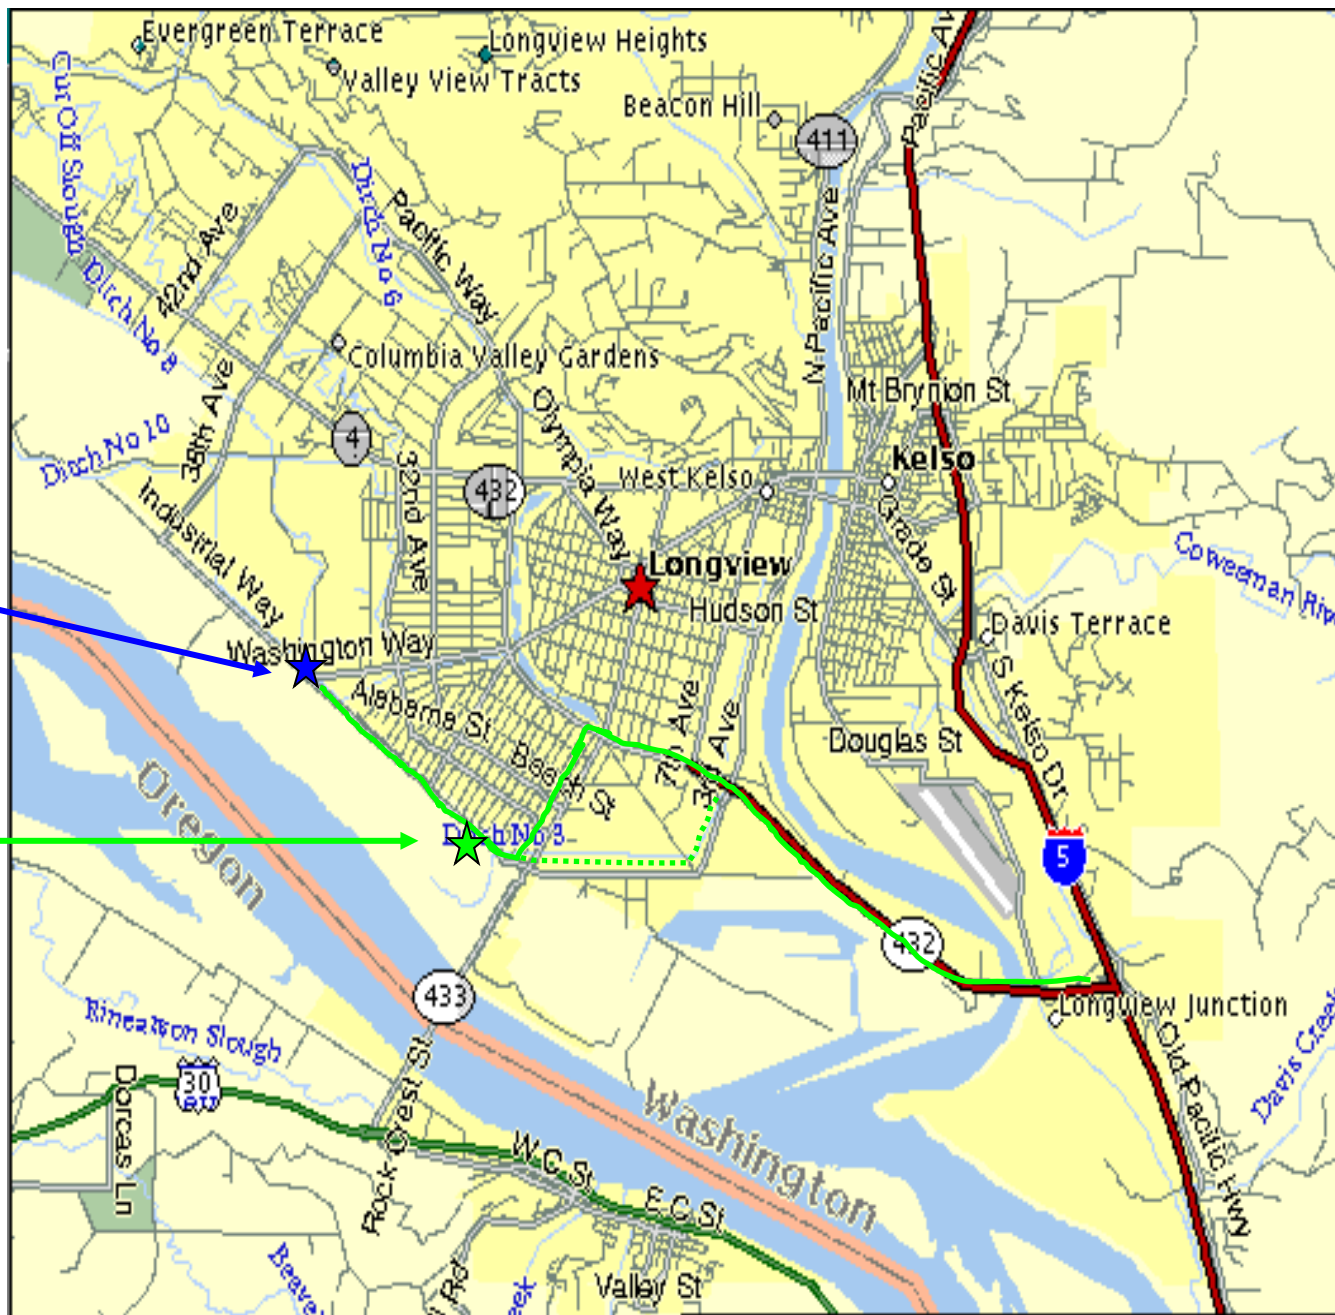 Evergreen Terrace
Longview Heights
Valley View Tracts
Beacon Hill
Pacific Av
411
Cut Off Slough
Ditch No 6
Pacific Way
42nd Ave
N Pacific Ave
Ditch No 8
Columbia Valley Gardens
Mt Brynion St
38th Ave
Olympia Way
Ditch No 10
4
32nd Ave
432
West Kelso
Kelso
Industrial Way
Grade St
Coweeman Riv
Longview
Hudson St
Davis Terrace
Washington Way
S Kelso Dr
Alabama St
7th Ave
3rd Ave
Douglas St
Beech St
Oregon
Ditch No 3
5
432
433
Longview Junction
Rinearson Slough
Old Pacific Hwy
Davis Creek
30
Dorcas Ln
Rock Crest St
Washington
W C St
E C St
Beave
Rd
eek
Valley St